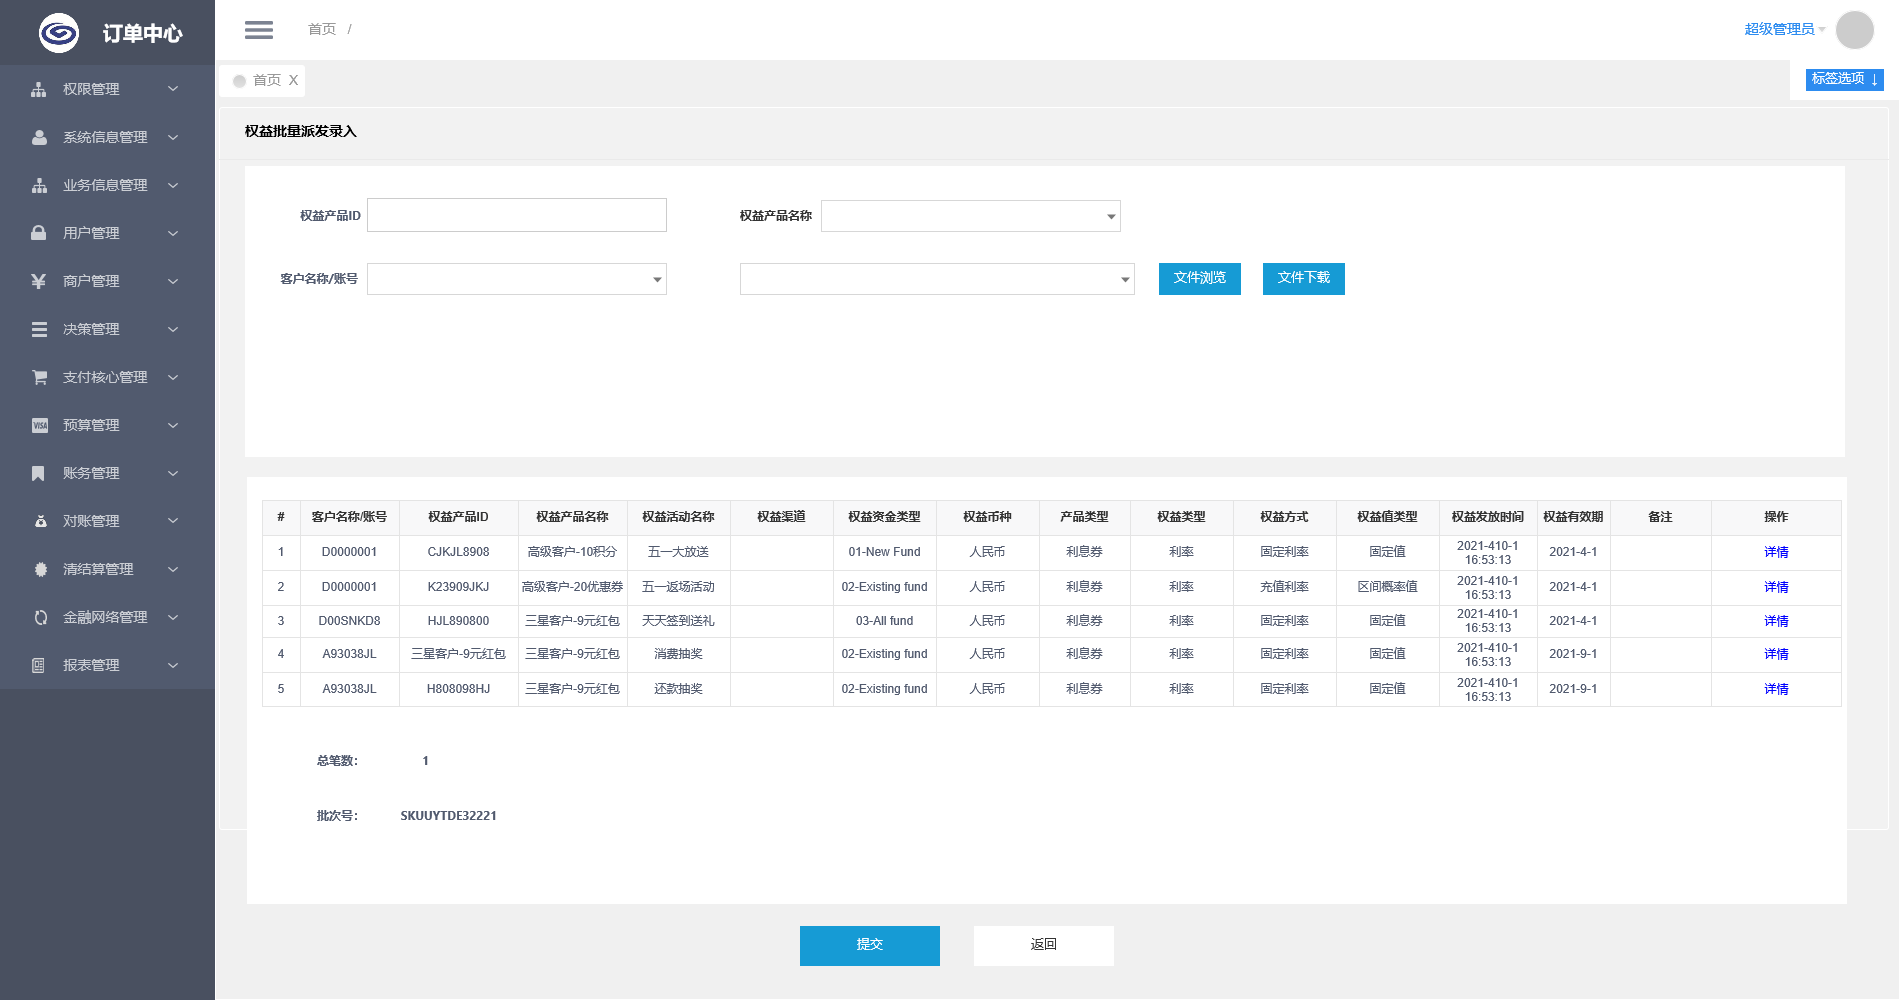 订单中心
首页 /
超级管理员
首页 X
标签选项 ↓
权限管理
系统信息管理
业务信息管理
用户管理
商户管理
决策管理
支付核心管理
VISA 预算管理
账务管理
对账管理
清结算管理
金融网络管理
报表管理
权益批量派发录入
权益产品ID 权益产品名称
客户名称/账号 文件浏览 文件下载
# 客户名称/账号 权益产品ID 权益产品名称 权益活动名称 权益渠道 权益资金类型 权益币种 产品类型 权益类型 权益方式 权益值类型 权益发放时间 权益有效期 备注 操作
1 D0000001 CJKJL8908 高级客户-10积分 五一大放送 01-New Fund 人民币 利息券 利率 固定利率 固定值 2021-410-1 16:53:13 2021-4-1 详情
2 D0000001 K23909JKJ 高级客户-20优惠券 五一返场活动 02-Existing fund 人民币 利息券 利率 充值利率 区间概率值 2021-410-1 16:53:13 2021-4-1 详情
3 D00SNKD8 HJL890800 三星客户-9元红包 天天签到送礼 03-All fund 人民币 利息券 利率 固定利率 固定值 2021-410-1 16:53:13 2021-4-1 详情
4 A93038JL 三星客户-9元红包 三星客户-9元红包 消费抽奖 02-Existing fund 人民币 利息券 利率 固定利率 固定值 2021-410-1 16:53:13 2021-9-1 详情
5 A93038JL H808098HJ 三星客户-9元红包 还款抽奖 02-Existing fund 人民币 利息券 利率 固定利率 固定值 2021-410-1 16:53:13 2021-9-1 详情
总笔数: 1
批次号: SKUUYTDE32221
提交 返回